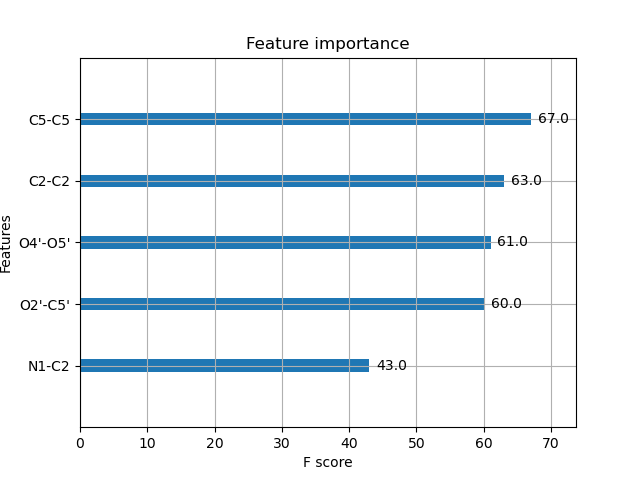 Feature importance
Features
C5-C5
67.0
C2-C2
63.0
O4'-O5'
61.0
O2'-C5'
60.0
N1-C2
43.0
0 10 20 30 40 50 60 70
F score